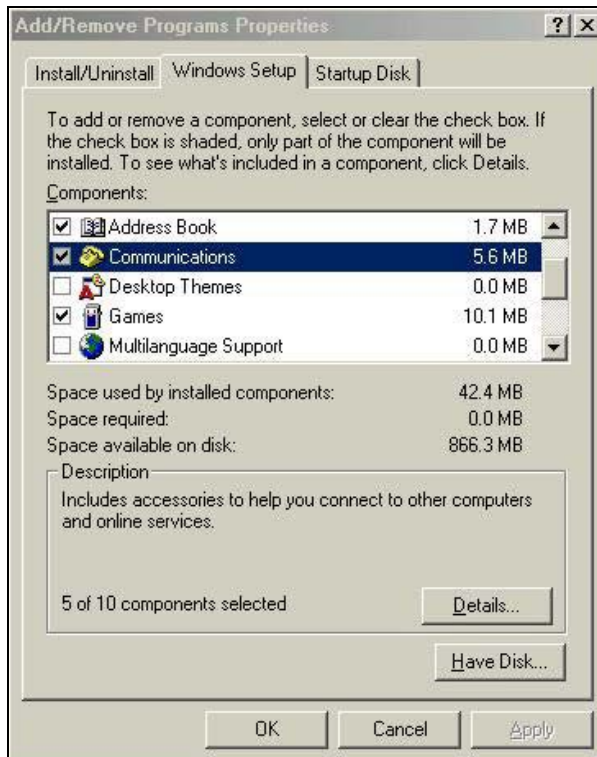 Add/Remove Programs Properties
Install/Uninstall Windows Setup Startup Disk
To add or remove a component, select or clear the check box. If
the check box is shaded, only part of the component will be
installed. To see what's included in a component, click Details.
Components:
Address Book 1.7 MB
Communications 5.6 MB
Desktop Themes 0.0 MB
Games 10.1 MB
Multilanguage Support 0.0 MB
Space used by installed components: 42.4 MB
Space required: 0.0 MB
Space available on disk: 866.3 MB
Description
Includes accessories to help you connect to other computers
and online services.
5 of 10 components selected Details...
Have Disk...
OK Cancel Apply